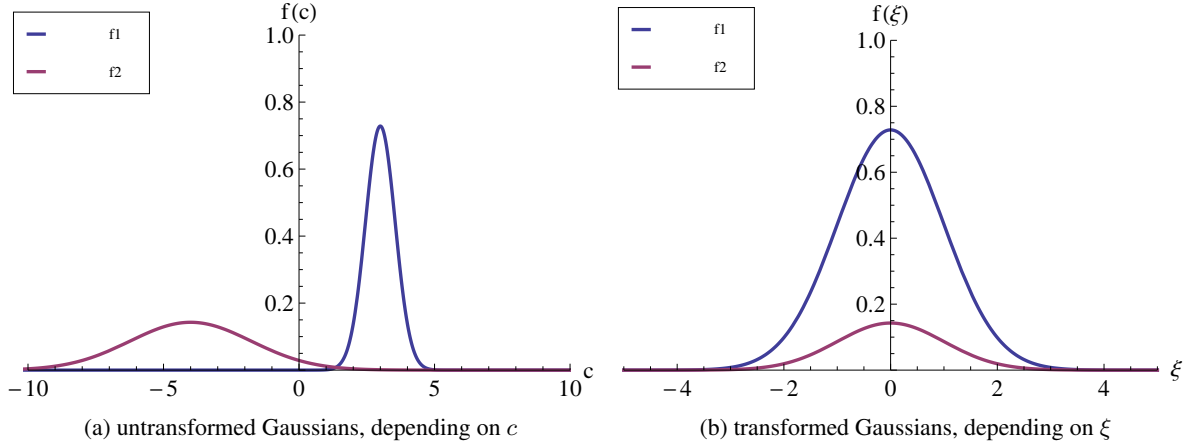 f1
f2
f(c)
1.0
0.8
0.6
0.4
0.2
−10
−5
0
5
10
c
(a) untransformed Gaussians, depending on c
f1
f2
f(ξ)
1.0
0.8
0.6
0.4
0.2
−4
−2
0
2
4
ξ
(b) transformed Gaussians, depending on ξ